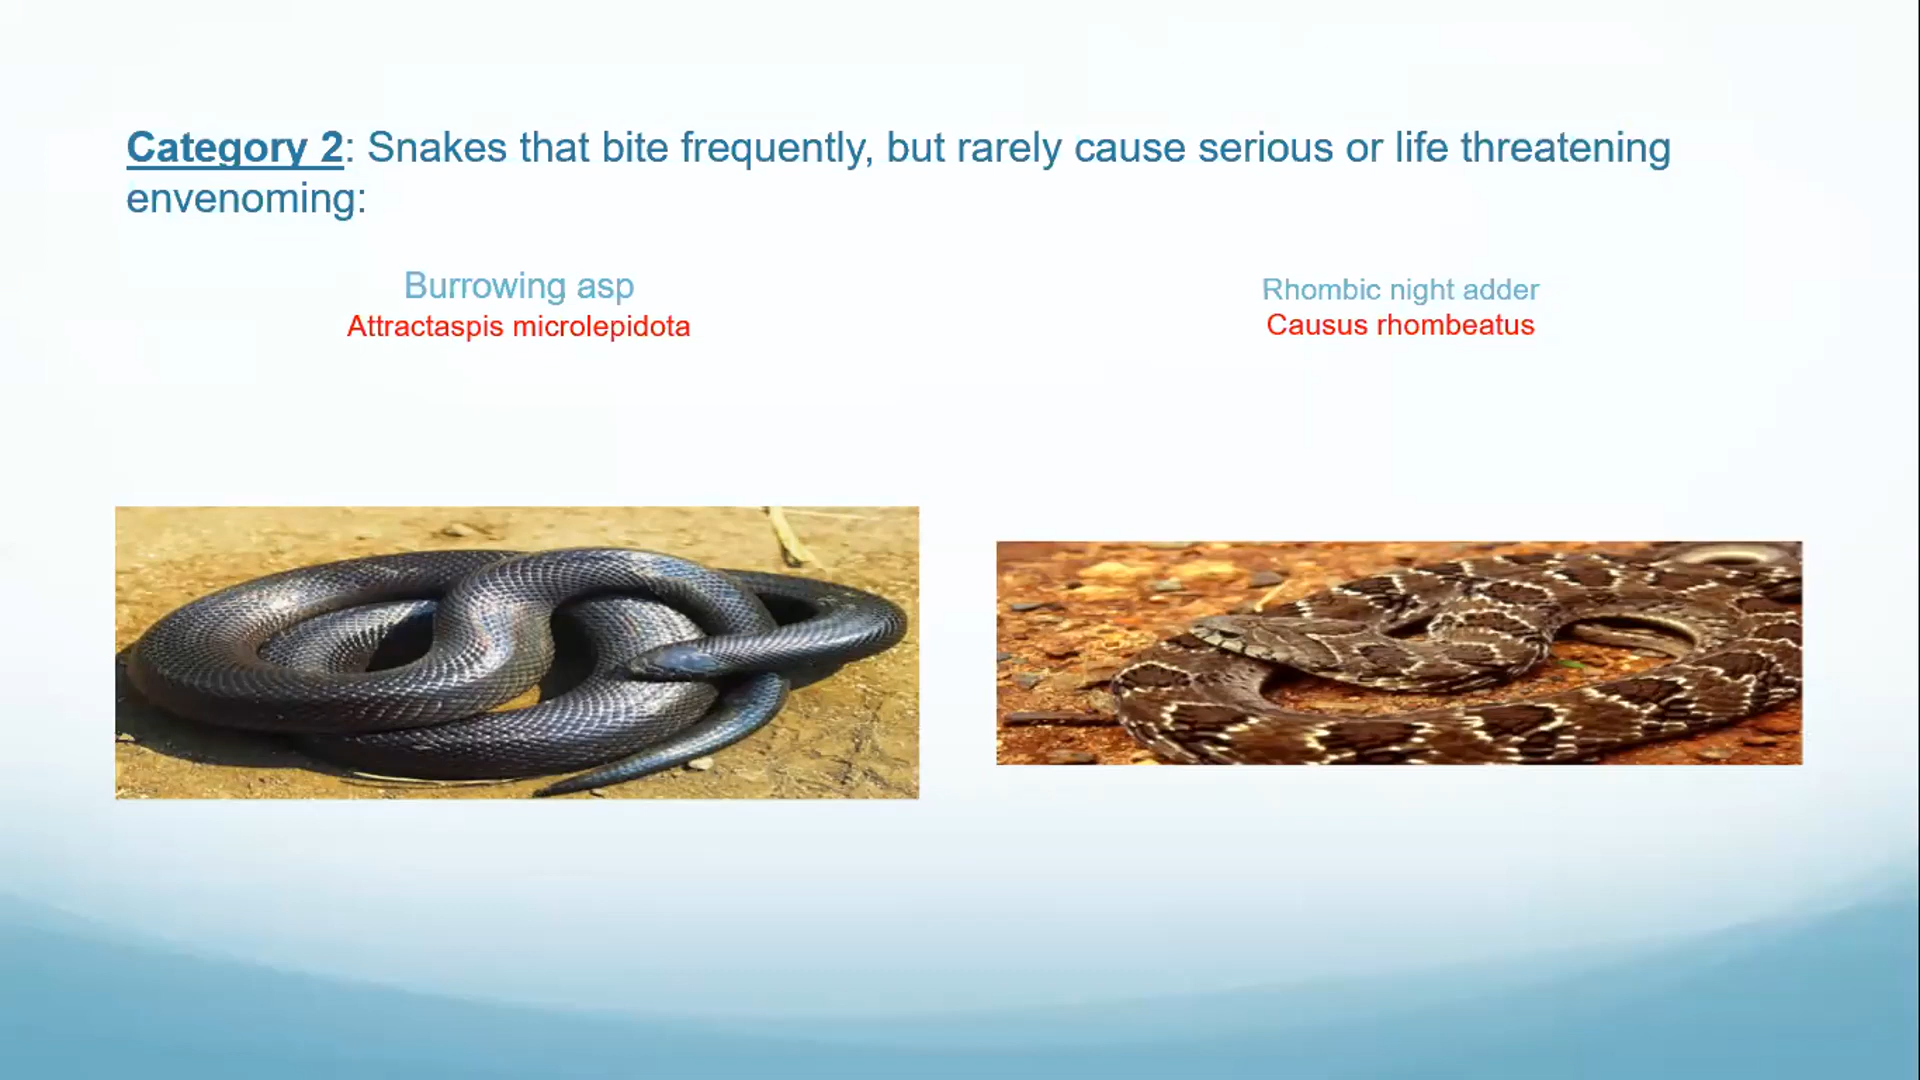 Category 2: Snakes that bite frequently, but rarely cause serious or life threatening
envenoming:
Burrowing asp
Attractaspis microlepidota
Rhombic night adder
Causus rhombeatus